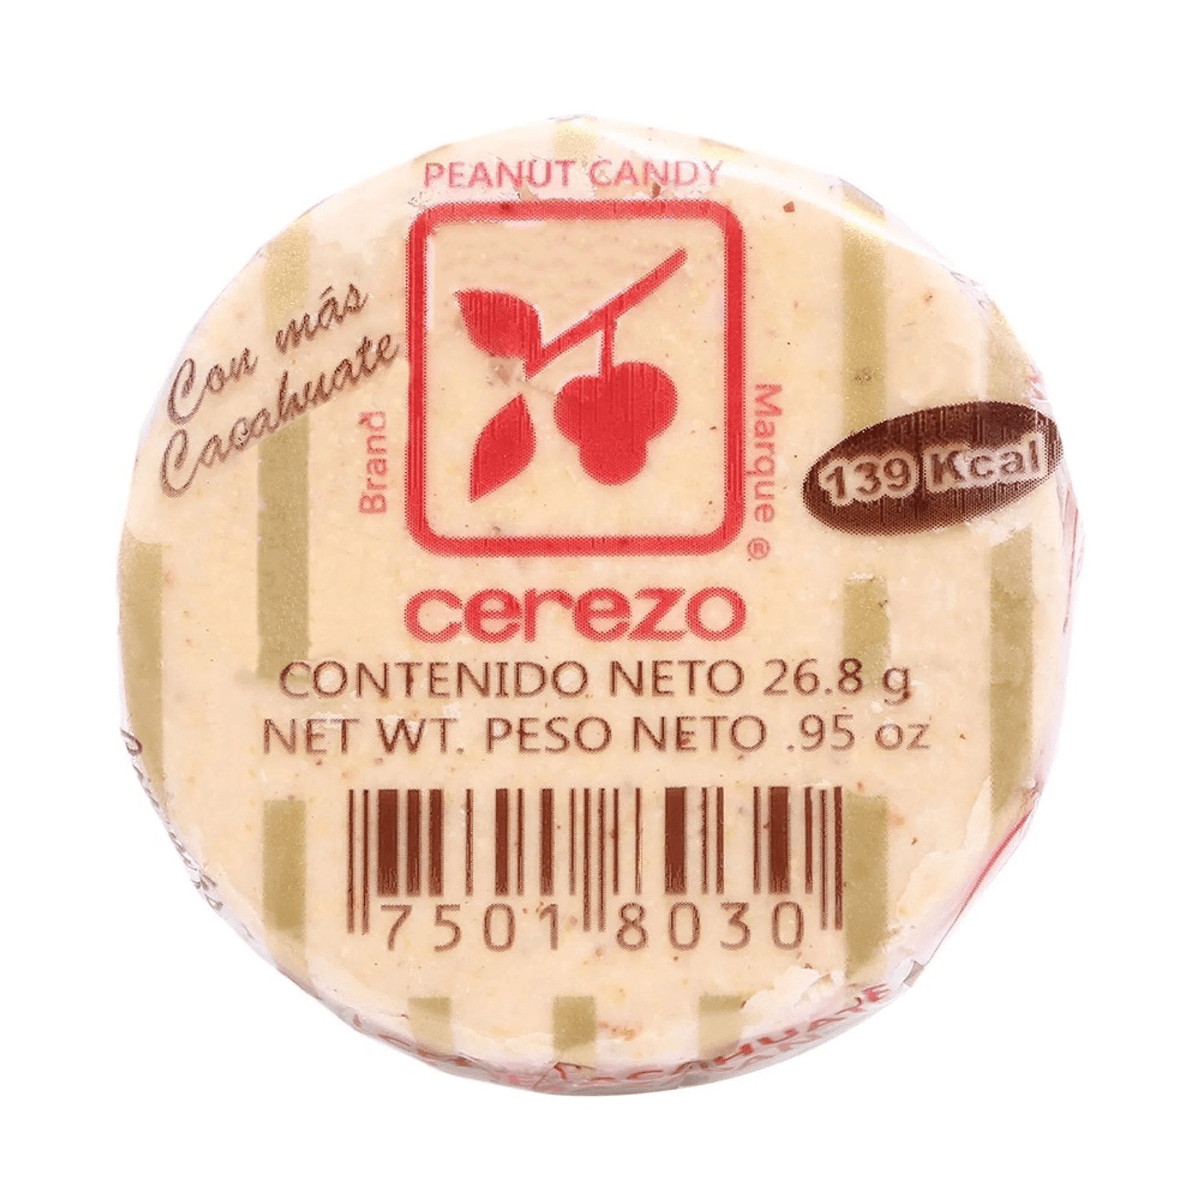 PEANUT CANDY
Con más
Cacahuate
Brand
Marque ®
139 Kcal
cerezo
CONTENIDO NETO 26.8 g
NET WT. PESO NETO .95 oz
7501 8030